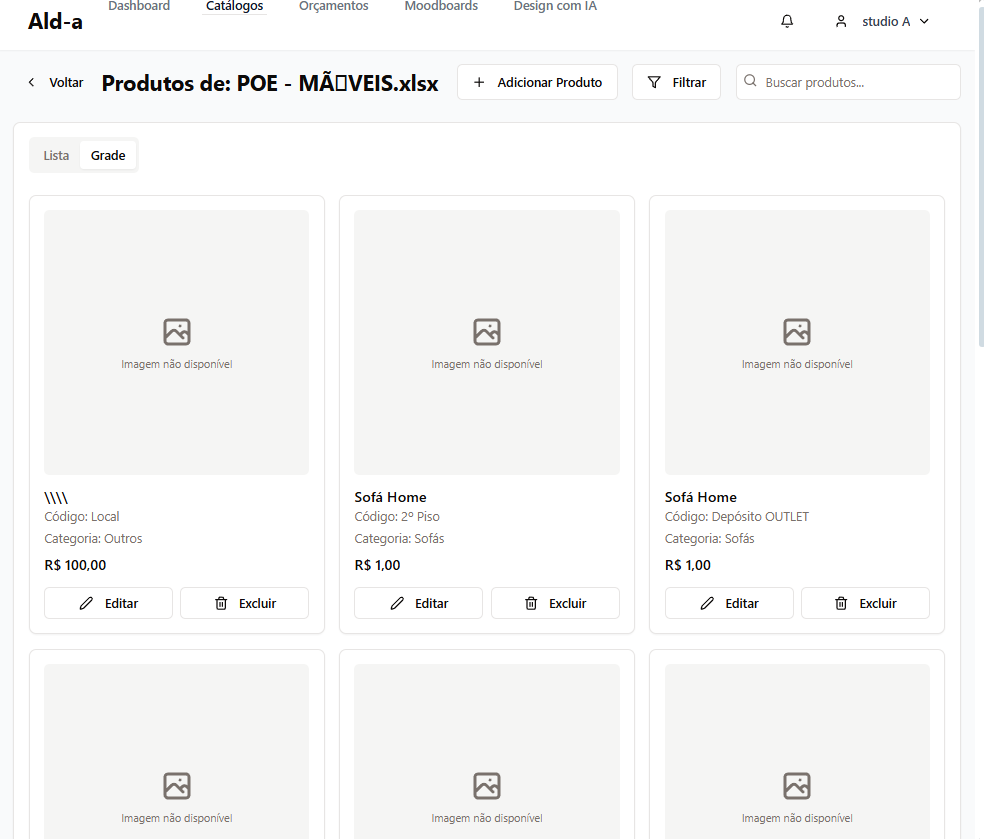 Ald-a
Dashboard
Catálogos
Orçamentos
Moodboards
Design com IA
studio A
Voltar
Produtos de: POE - MÃ▯VEIS.xlsx
Adicionar Produto
Filtrar
Buscar produtos...
Lista
Grade
Imagem não disponível
Imagem não disponível
Imagem não disponível
\\\\
Código: Local
Categoria: Outros
R$ 100,00
Editar
Excluir
Sofá Home
Código: 2º Piso
Categoria: Sofás
R$ 1,00
Editar
Excluir
Sofá Home
Código: Depósito OUTLET
Categoria: Sofás
R$ 1,00
Editar
Excluir
Imagem não disponível
Imagem não disponível
Imagem não disponível